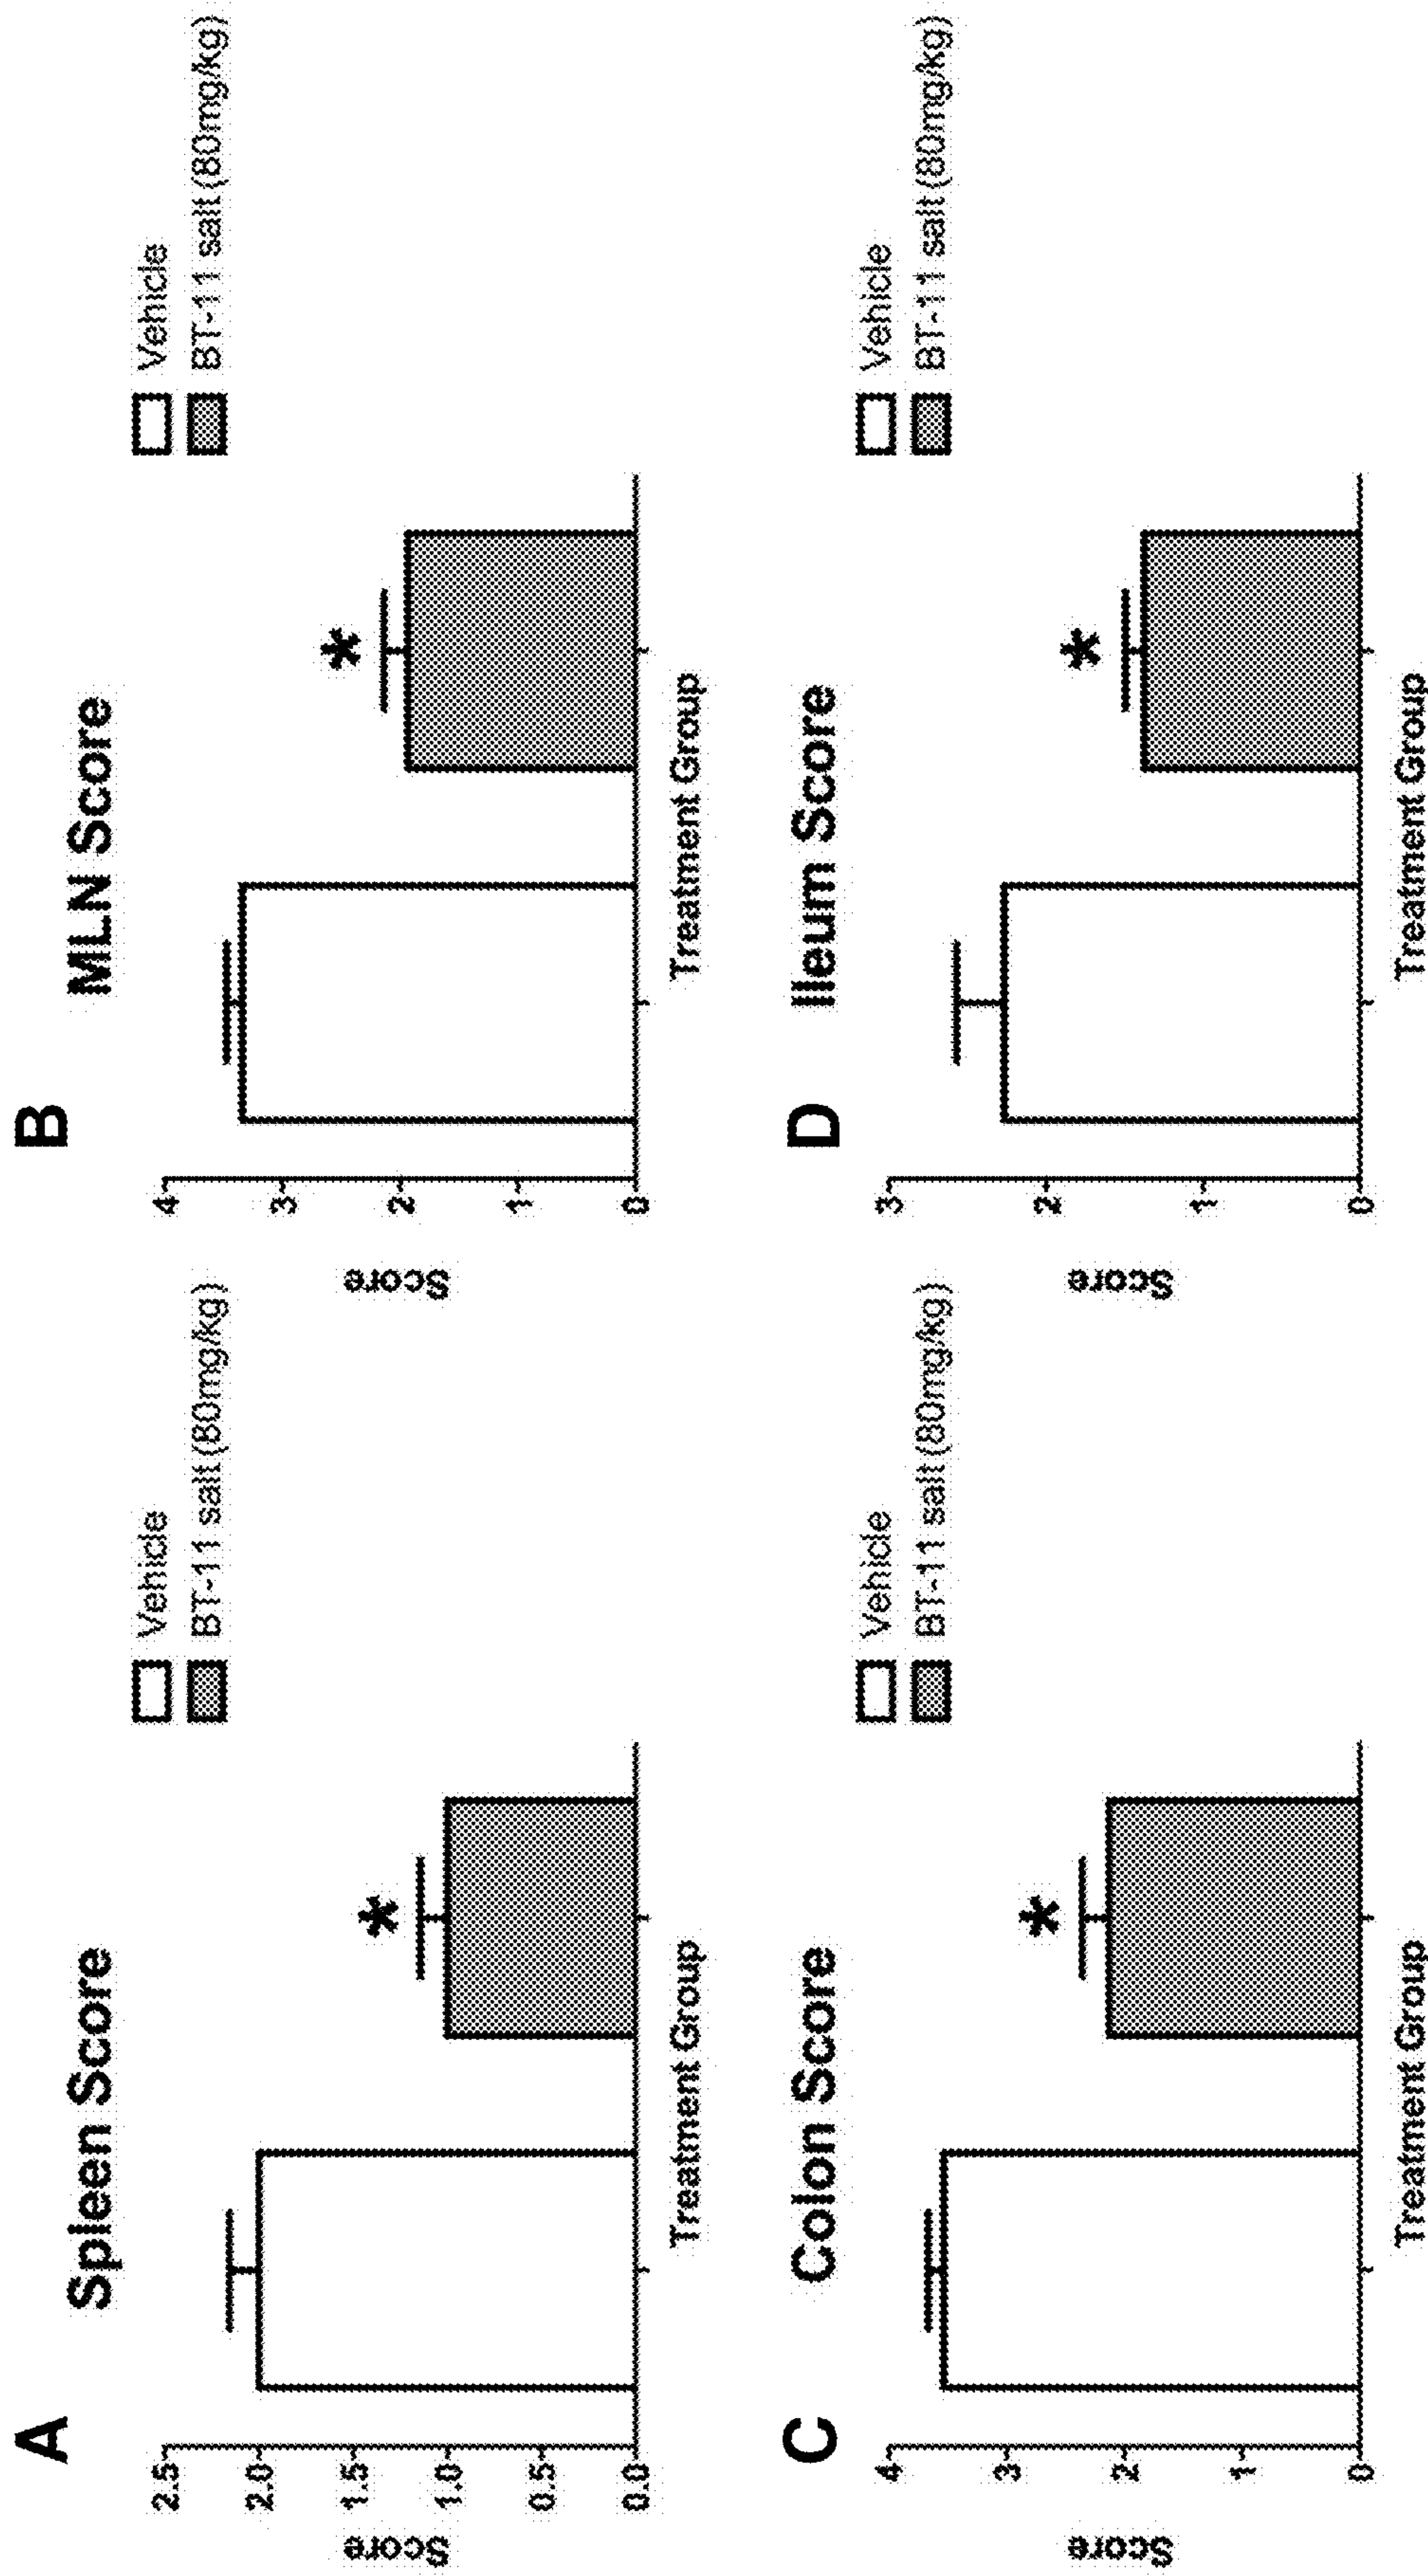 A
Spleen Score
Vehicle
BT-11 salt (80mg/kg)
Score
2.5
2.0
1.5
1.0
0.5
0.0
*
Treatment Group
B
MLN Score
Vehicle
BT-11 salt (80mg/kg)
Score
4
3
2
1
0
*
Treatment Group
C
Colon Score
Vehicle
BT-11 salt (80mg/kg)
Score
4
3
2
1
0
*
Treatment Group
D
Ileum Score
Vehicle
BT-11 salt (80mg/kg)
Score
3
2
1
0
*
Treatment Group